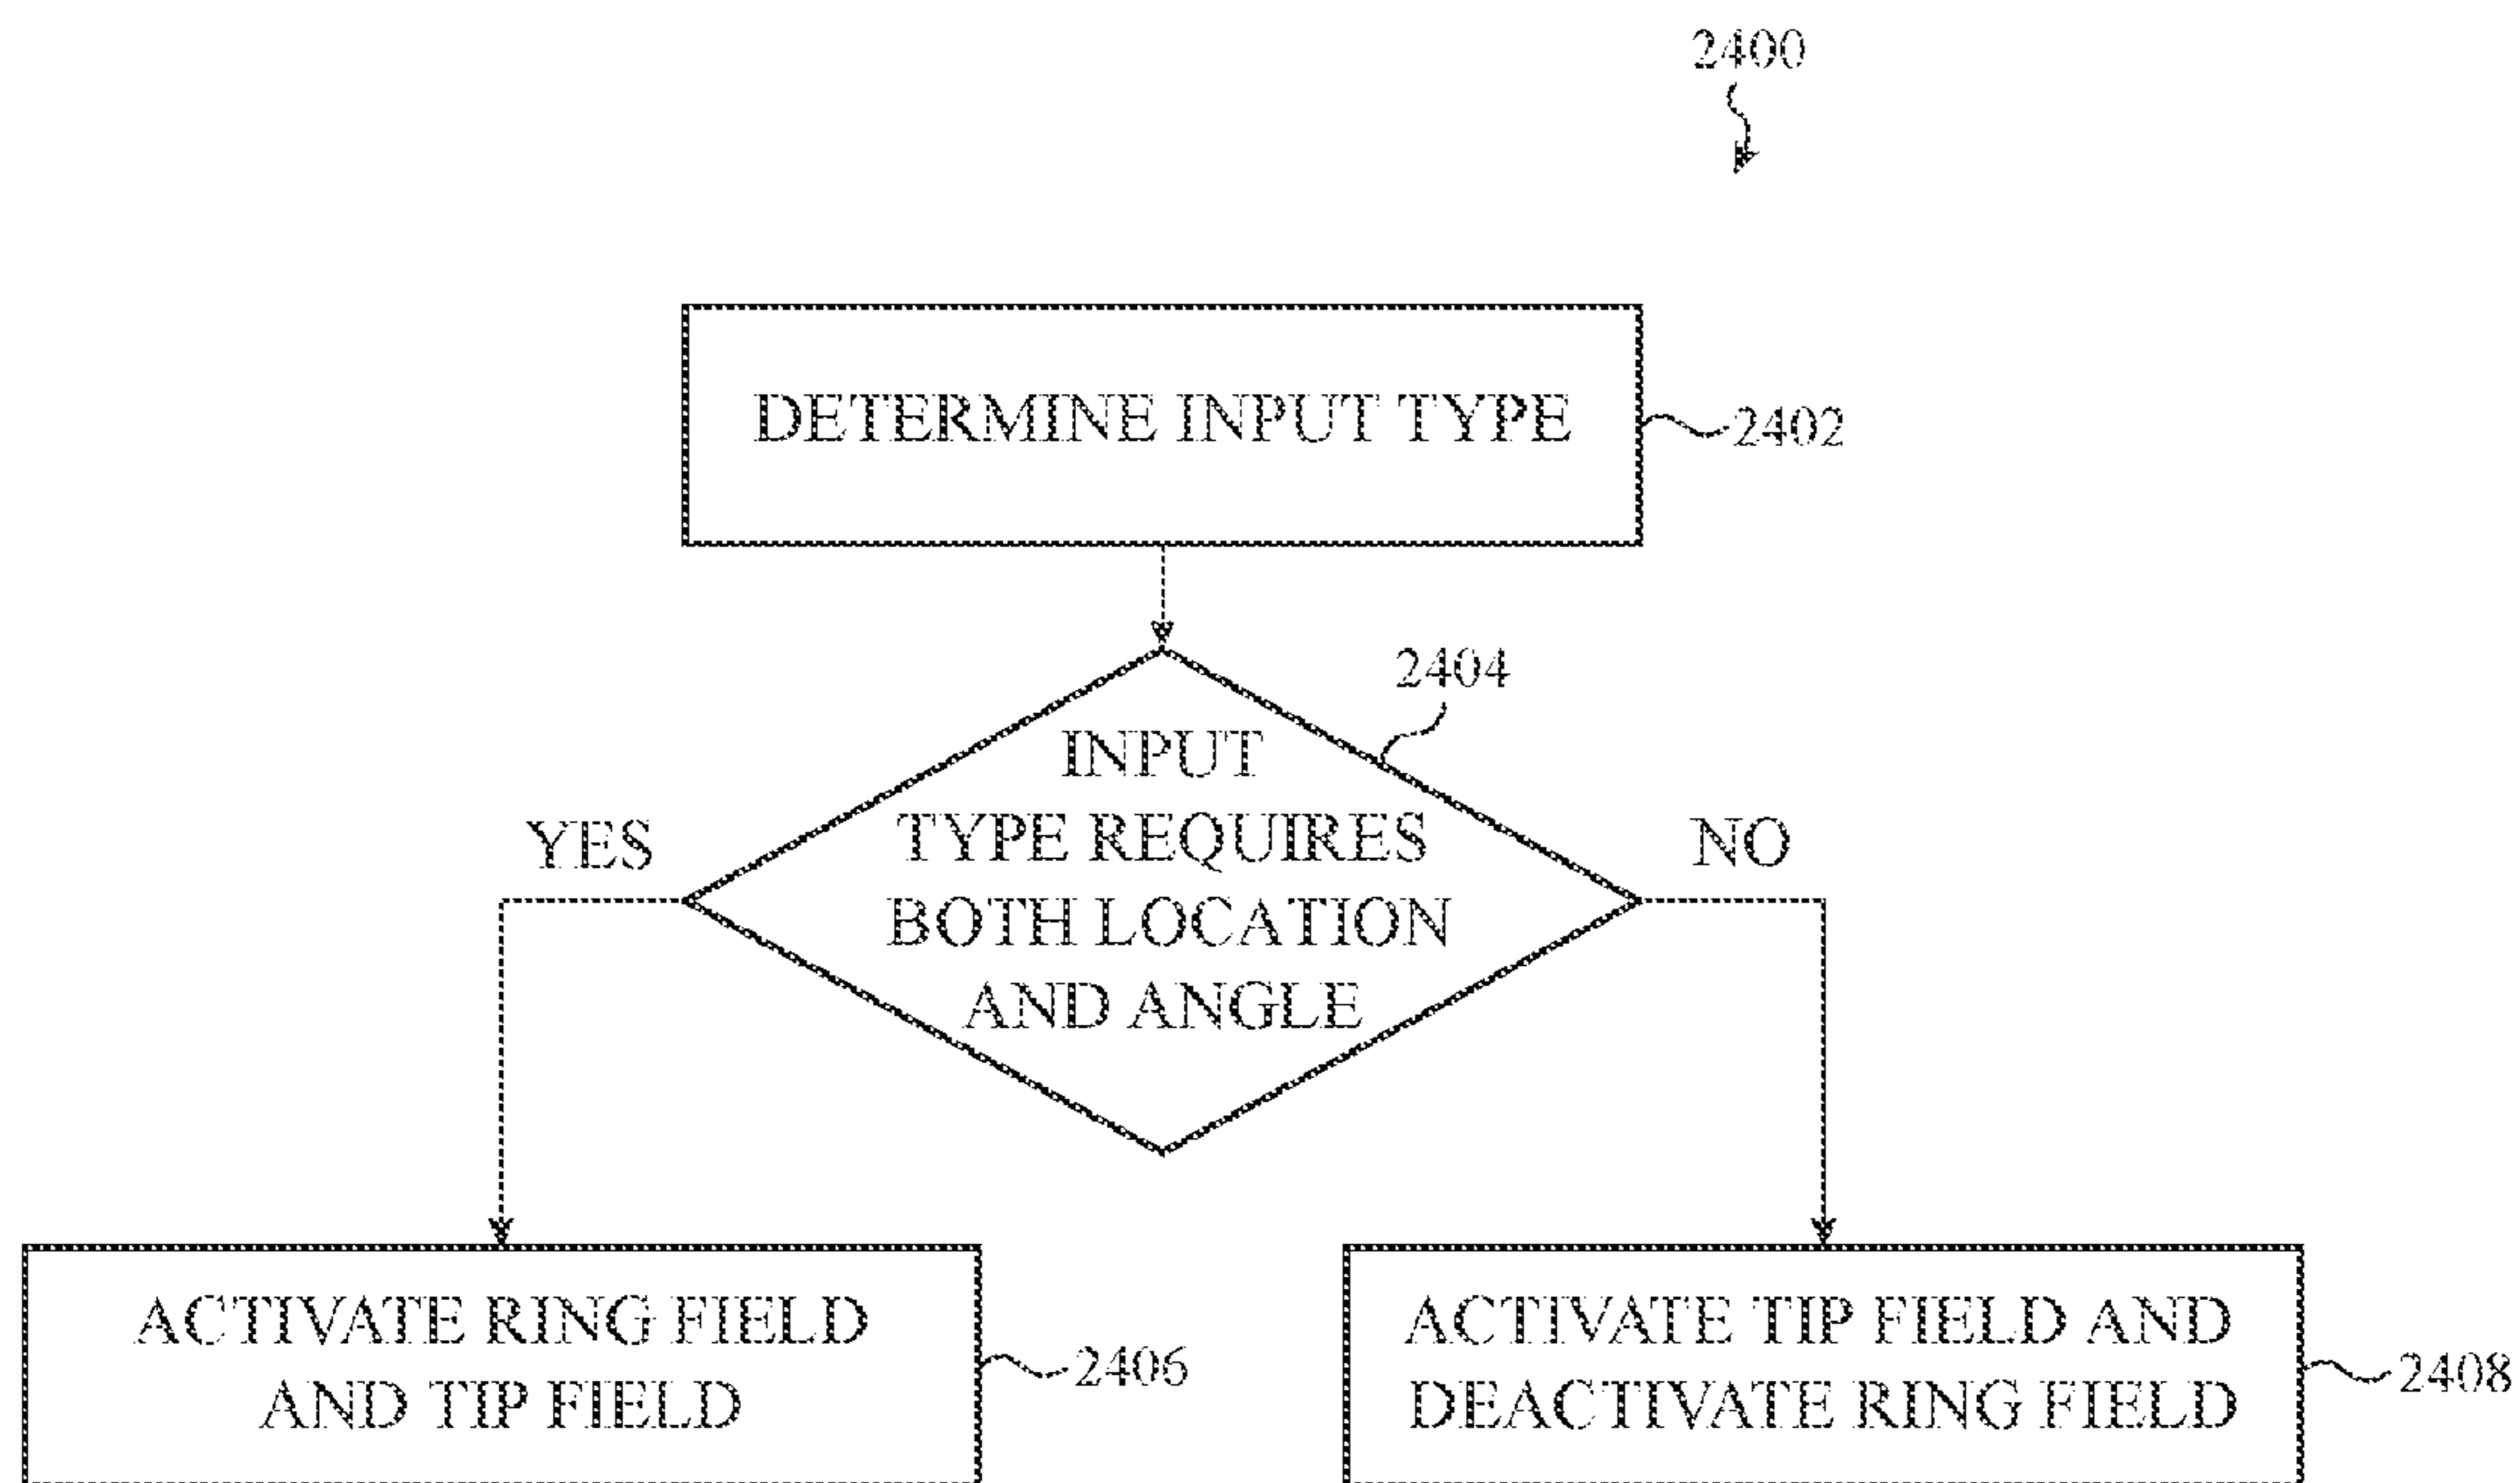 2400
DETERMINE INPUT TYPE
2402
2404
INPUT
TYPE REQUIRES
BOTH LOCATION
AND ANGLE
YES
NO
ACTIVATE RING FIELD
AND TIP FIELD
2406
ACTIVATE TIP FIELD AND
DEACTIVATE RING FIELD
2408